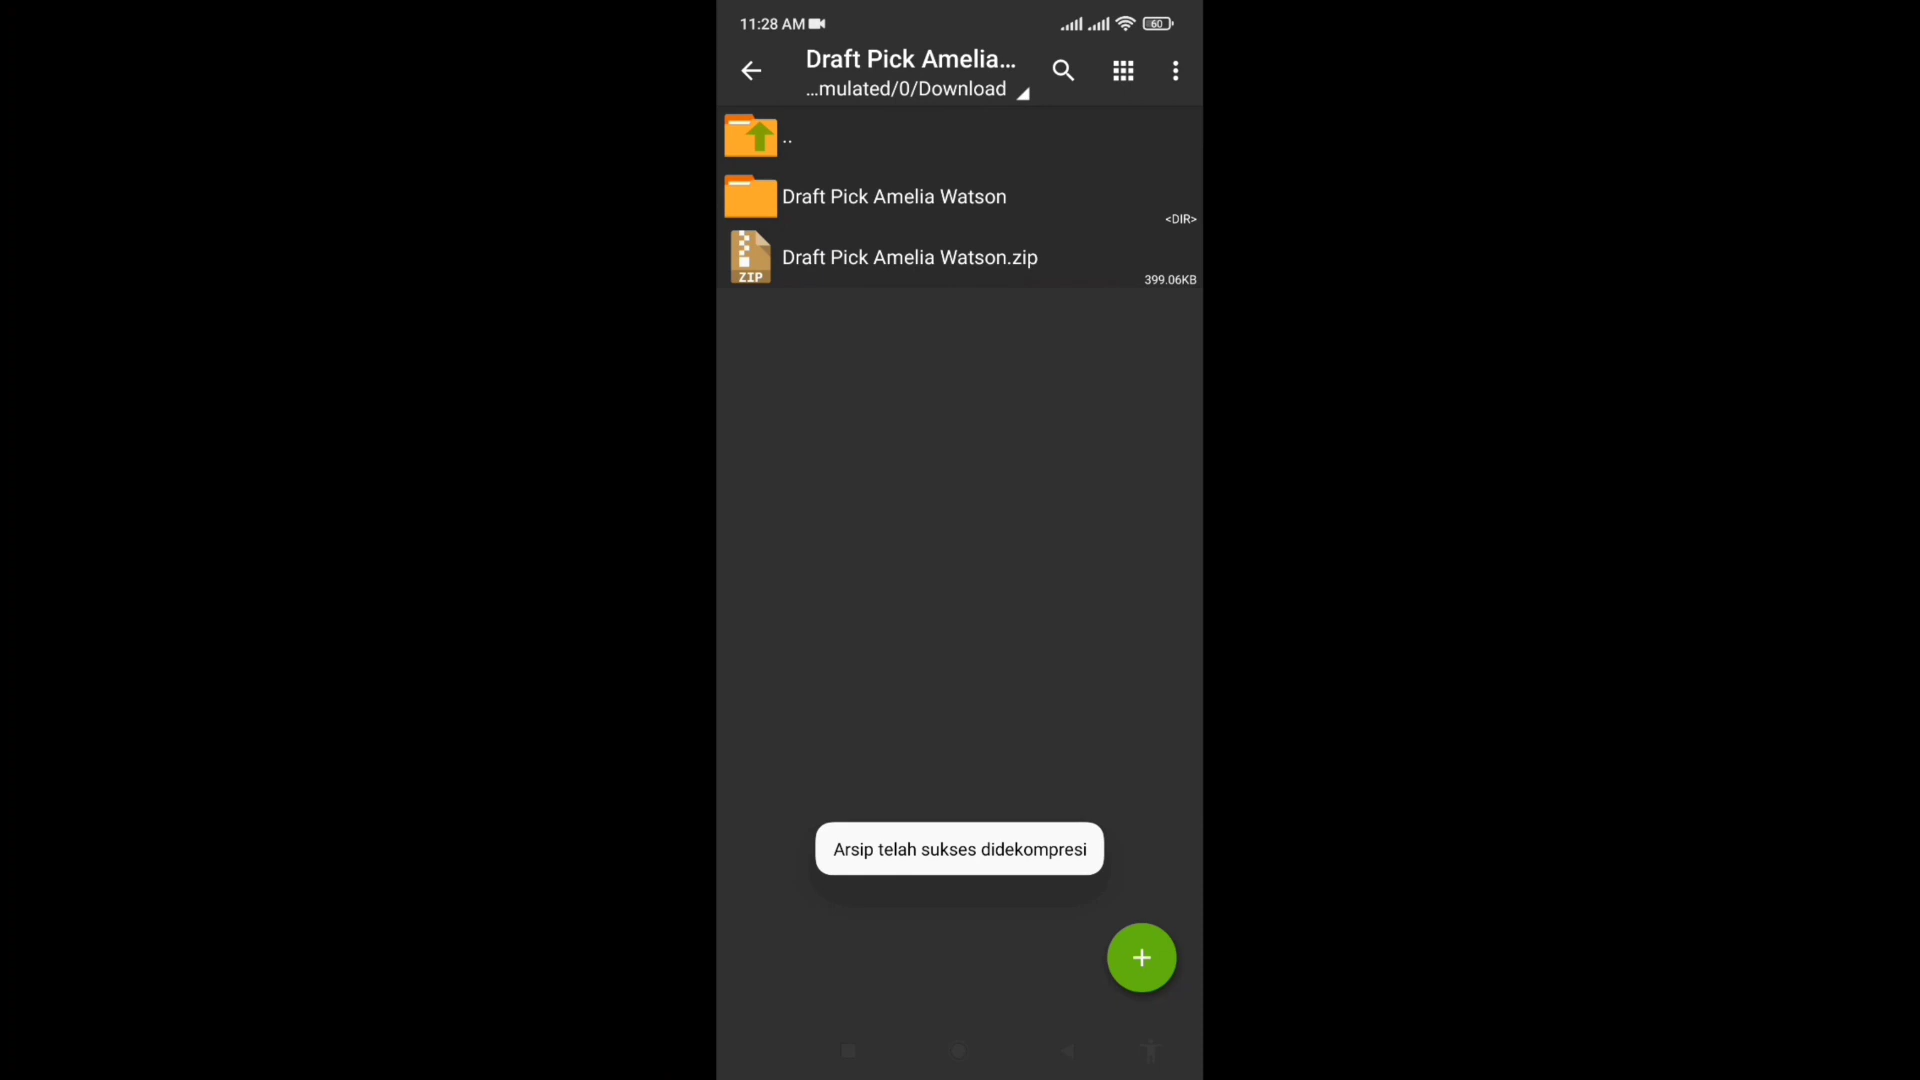 11:28 AM
60
Draft Pick Amelia...
...mulated/0/Download
..
Draft Pick Amelia Watson
<DIR>
Draft Pick Amelia Watson.zip
ZIP
399.06KB
Arsip telah sukses didekompresi